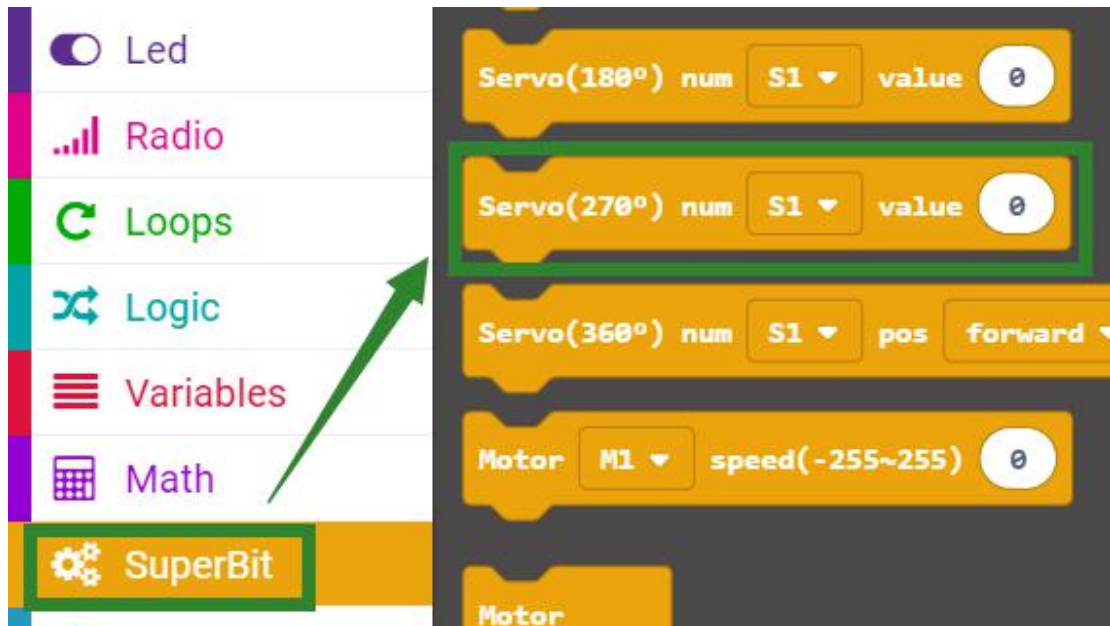 Led
Radio
Loops
Logic
Variables
Math
SuperBit
Servo(180º) num S1 value 0
Servo(270º) num S1 value 0
Servo(360º) num S1 pos forward
Motor M1 speed(-255~255) 0
Motor